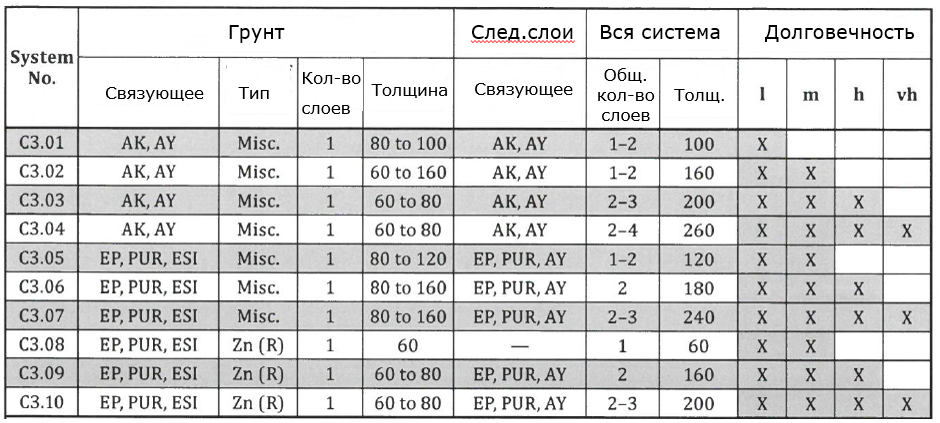 System No. | Грунт | След.слои | Вся система | Долговечность
Связующее | Тип | Кол-во слоев | Толщина | Связующее | Общ. кол-во слоев | Толщ. | l | m | h | vh
C3.01 | AK, AY | Misc. | 1 | 80 to 100 | AK, AY | 1–2 | 100 | X
C3.02 | AK, AY | Misc. | 1 | 60 to 160 | AK, AY | 1–2 | 160 | X | X
C3.03 | AK, AY | Misc. | 1 | 60 to 80 | AK, AY | 2–3 | 200 | X | X | X
C3.04 | AK, AY | Misc. | 1 | 60 to 80 | AK, AY | 2–4 | 260 | X | X | X | X
C3.05 | EP, PUR, ESI | Misc. | 1 | 80 to 120 | EP, PUR, AY | 1–2 | 120 | X | X
C3.06 | EP, PUR, ESI | Misc. | 1 | 80 to 160 | EP, PUR, AY | 2 | 180 | X | X | X
C3.07 | EP, PUR, ESI | Misc. | 1 | 80 to 160 | EP, PUR, AY | 2–3 | 240 | X | X | X | X
C3.08 | EP, PUR, ESI | Zn (R) | 1 | 60 | — | 1 | 60 | X | X
C3.09 | EP, PUR, ESI | Zn (R) | 1 | 60 to 80 | EP, PUR, AY | 2 | 160 | X | X | X
C3.10 | EP, PUR, ESI | Zn (R) | 1 | 60 to 80 | EP, PUR, AY | 2–3 | 200 | X | X | X | X